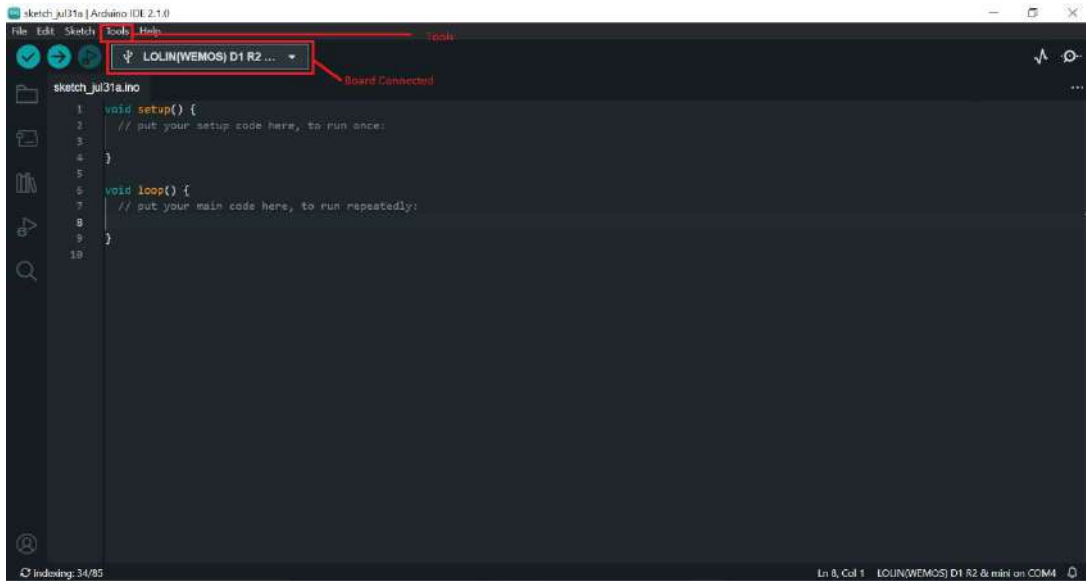 sketch_jul31a | Arduino IDE 2.1.0
File Edit Sketch Tools Help
Tools
LOLIN(WEMOS) D1 R2 ...
Board Connected
sketch_jul31a.ino
...
1 void setup() {
2 // put your setup code here, to run once:
3
4 }
5
6 void loop() {
7 // put your main code here, to run repeatedly:
8
9 }
10
indexing: 34/85
Ln 8, Col 1 LOLIN(WEMOS) D1 R2 & mini on COM4